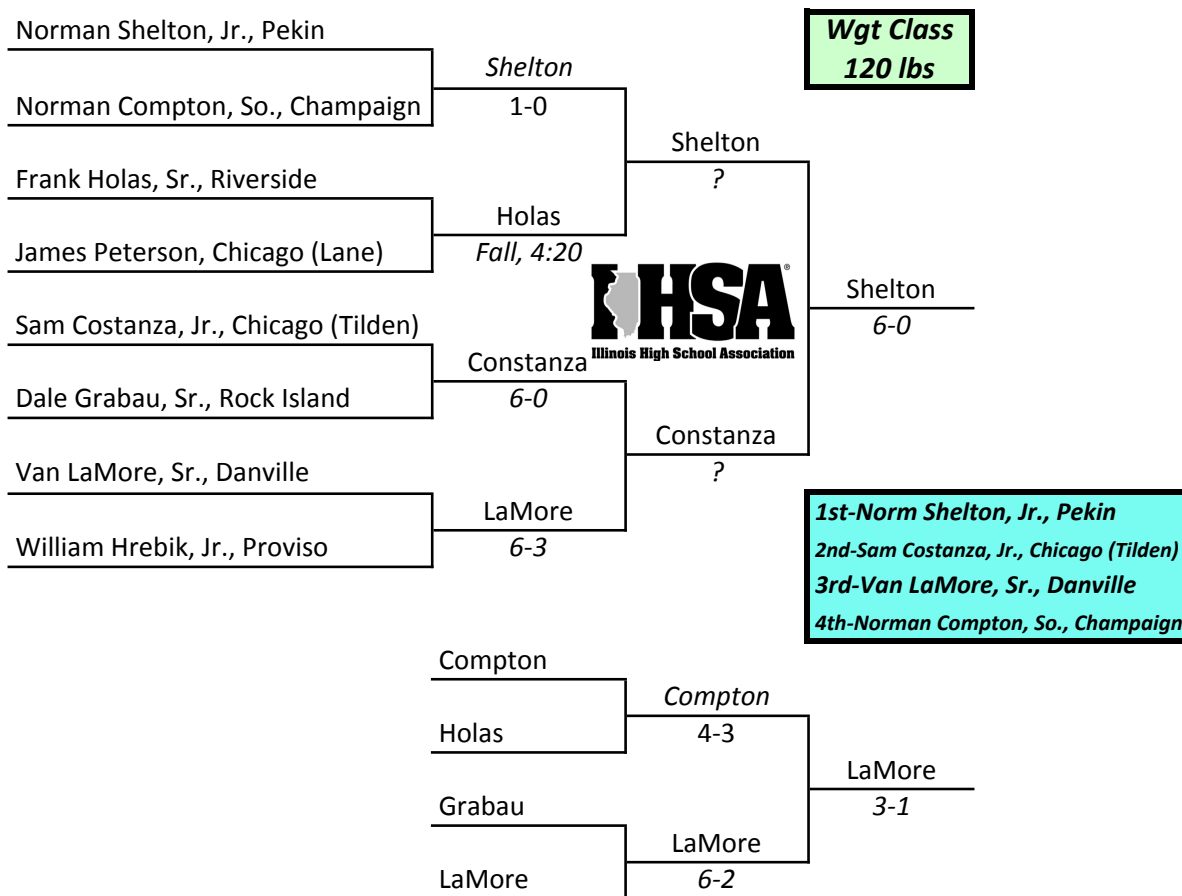 Norman Shelton, Jr., Pekin
Wgt Class
120 lbs
Shelton
Norman Compton, So., Champaign
1-0
Shelton
?
Frank Holas, Sr., Riverside
Holas
James Peterson, Chicago (Lane)
Fall, 4:20
IHSA®
Illinois High School Association
Shelton
6-0
Sam Costanza, Jr., Chicago (Tilden)
Constanza
Dale Grabau, Sr., Rock Island
6-0
Constanza
?
Van LaMore, Sr., Danville
LaMore
William Hrebik, Jr., Proviso
6-3
1st-Norm Shelton, Jr., Pekin
2nd-Sam Costanza, Jr., Chicago (Tilden)
3rd-Van LaMore, Sr., Danville
4th-Norman Compton, So., Champaign
Compton
Compton
Holas
4-3
LaMore
3-1
Grabau
LaMore
LaMore
6-2